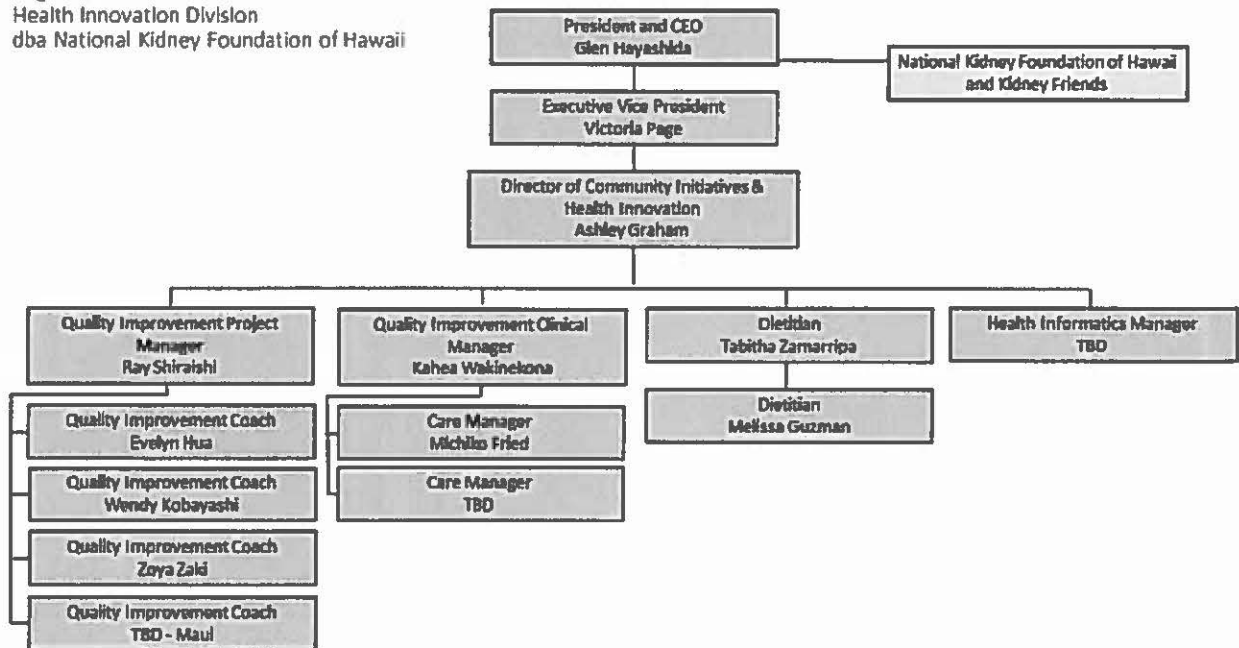 Health Innovation Division
dba National Kidney Foundation of Hawaii
President and CEO
Glen Hayashida
National Kidney Foundation of Hawaii
and Kidney Friends
Executive Vice President
Victoria Page
Director of Community Initiatives &
Health Innovation
Ashley Graham
Quality Improvement Project
Manager
Ray Shiraishi
Quality Improvement Clinical
Manager
Kahea Wakinekona
Dietitian
Tabitha Zamarripa
Health Informatics Manager
TBD
Quality Improvement Coach
Evelyn Hua
Care Manager
Michiko Fried
Dietitian
Melissa Guzman
Quality Improvement Coach
Wendy Kobayashi
Care Manager
TBD
Quality Improvement Coach
Zoya Zaki
Quality Improvement Coach
TBD - Maui